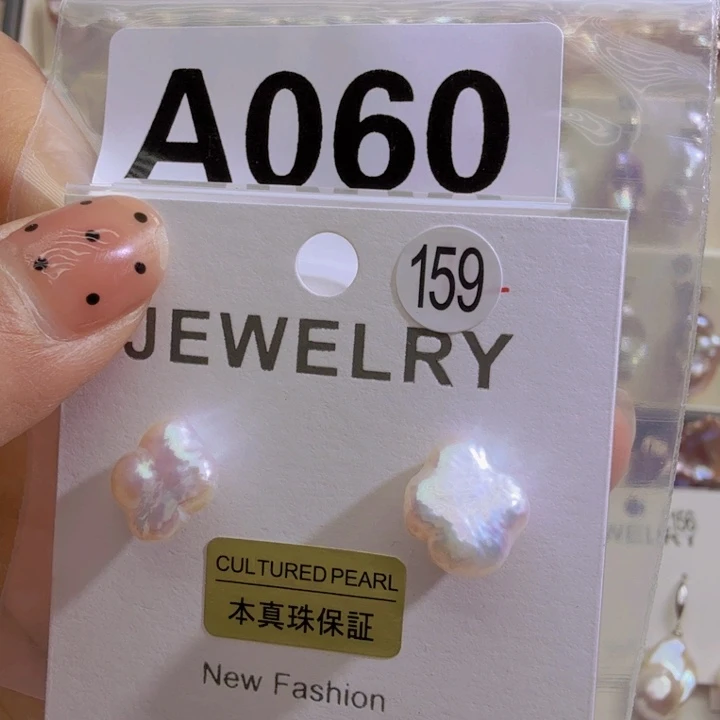 A060
159
JEWELRY
CULTURED PEARL
本真珠保証
New Fashion